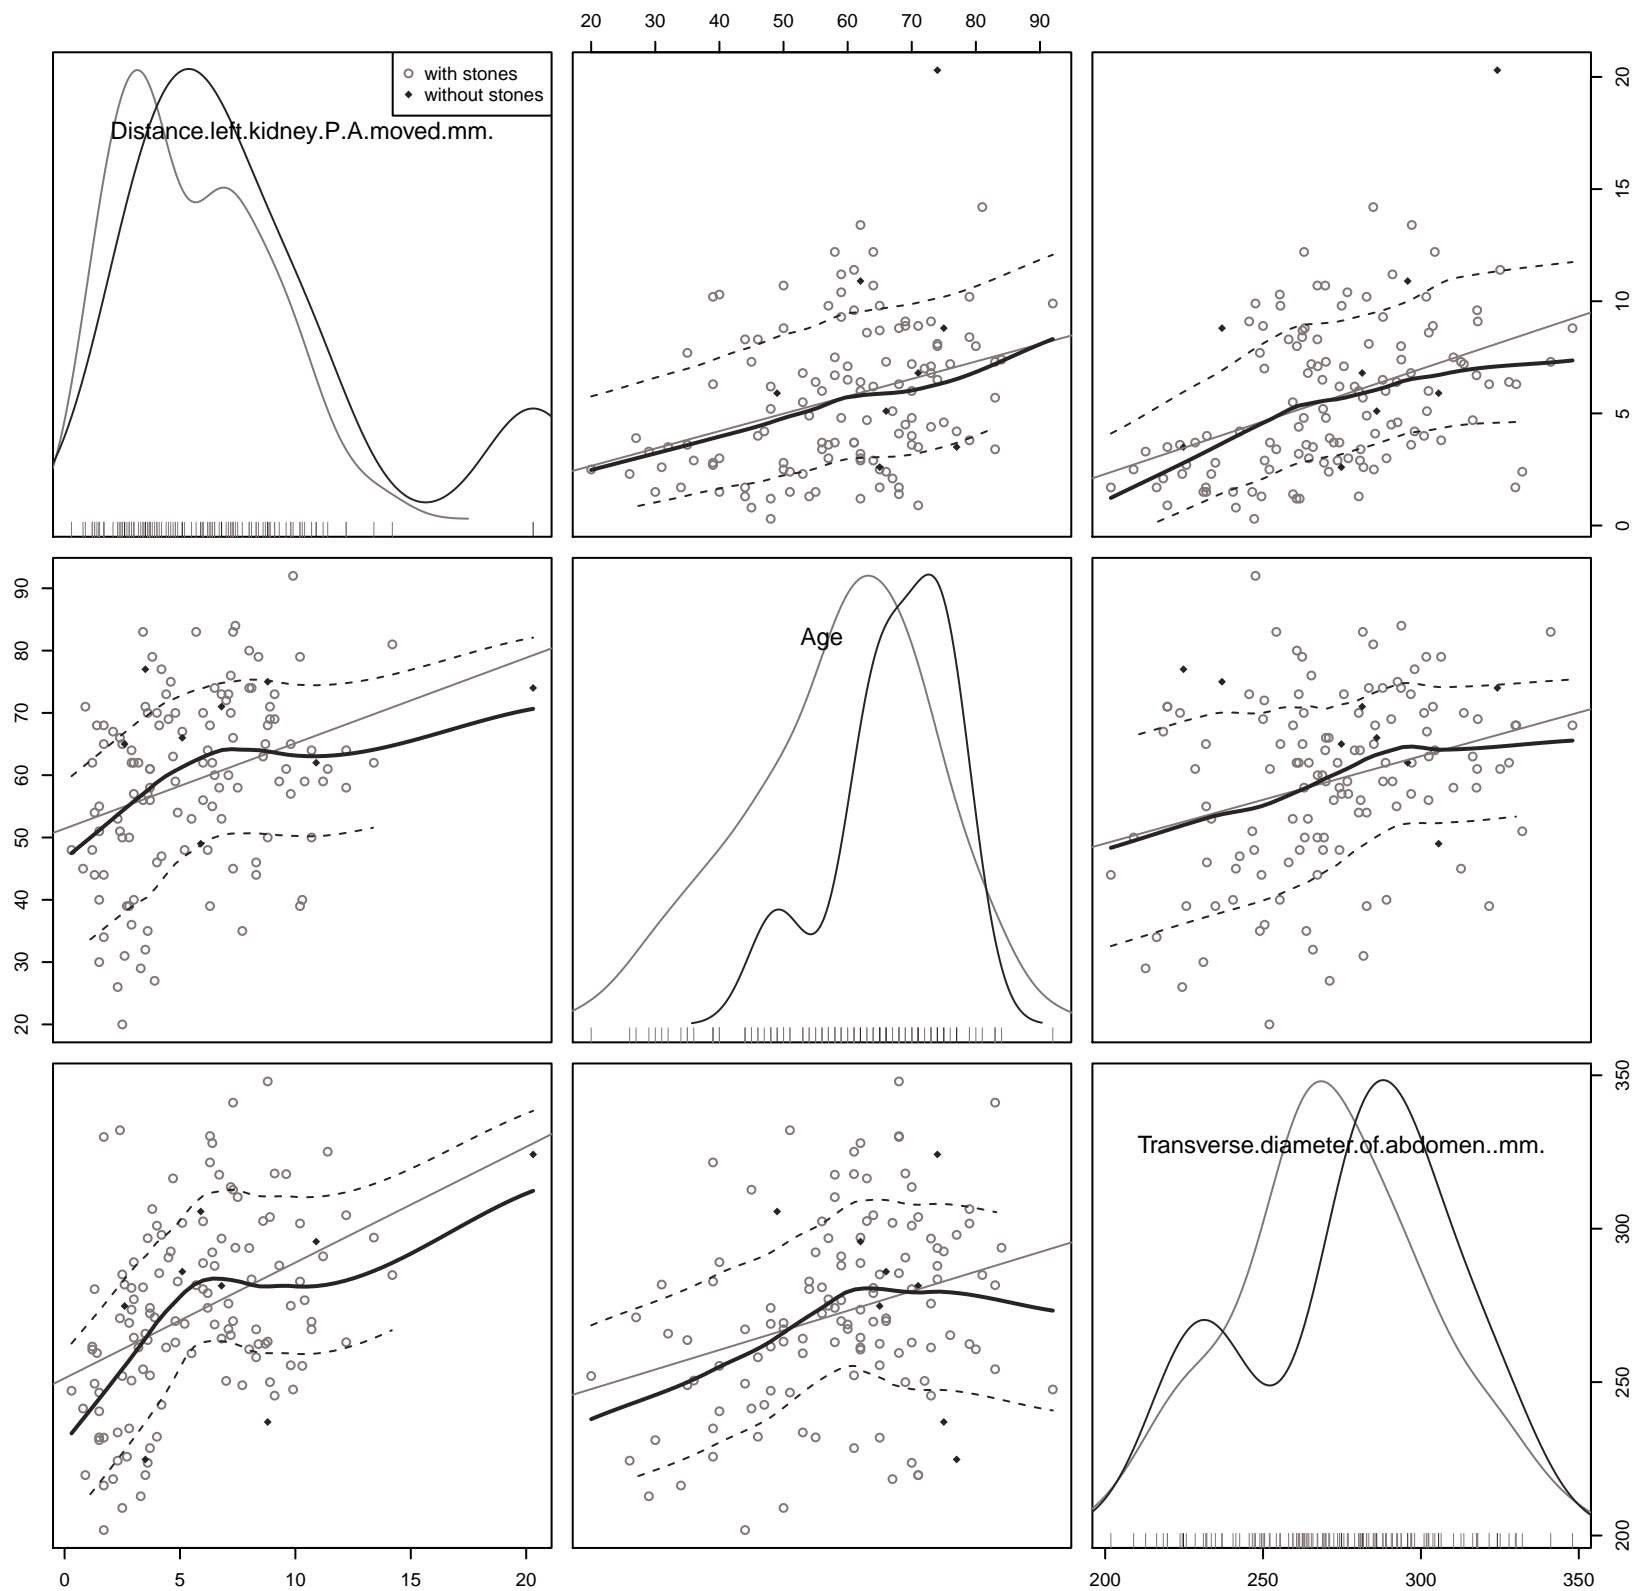 20 30 40 50 60 70 80 90
with stones
without stones
Distance.left.kidney.P.A.moved.mm.
20
15
10
5
0
90
80
70
60
50
40
30
20
Age
Transverse.diameter.of.abdomen..mm.
350
300
250
200
0 5 10 15 20
200 250 300 350